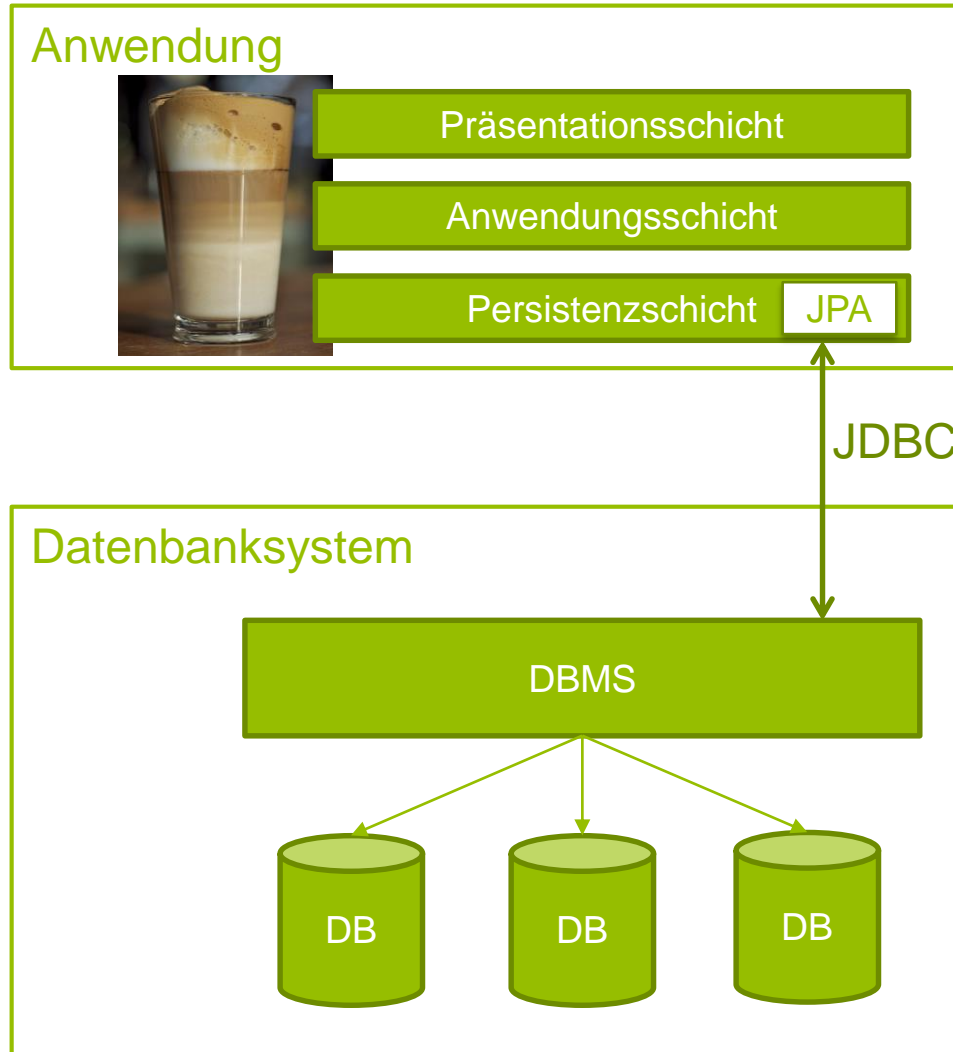 Anwendung
Präsentationsschicht
Anwendungsschicht
Persistenzschicht JPA
JDBC
Datenbanksystem
DBMS
DB DB DB